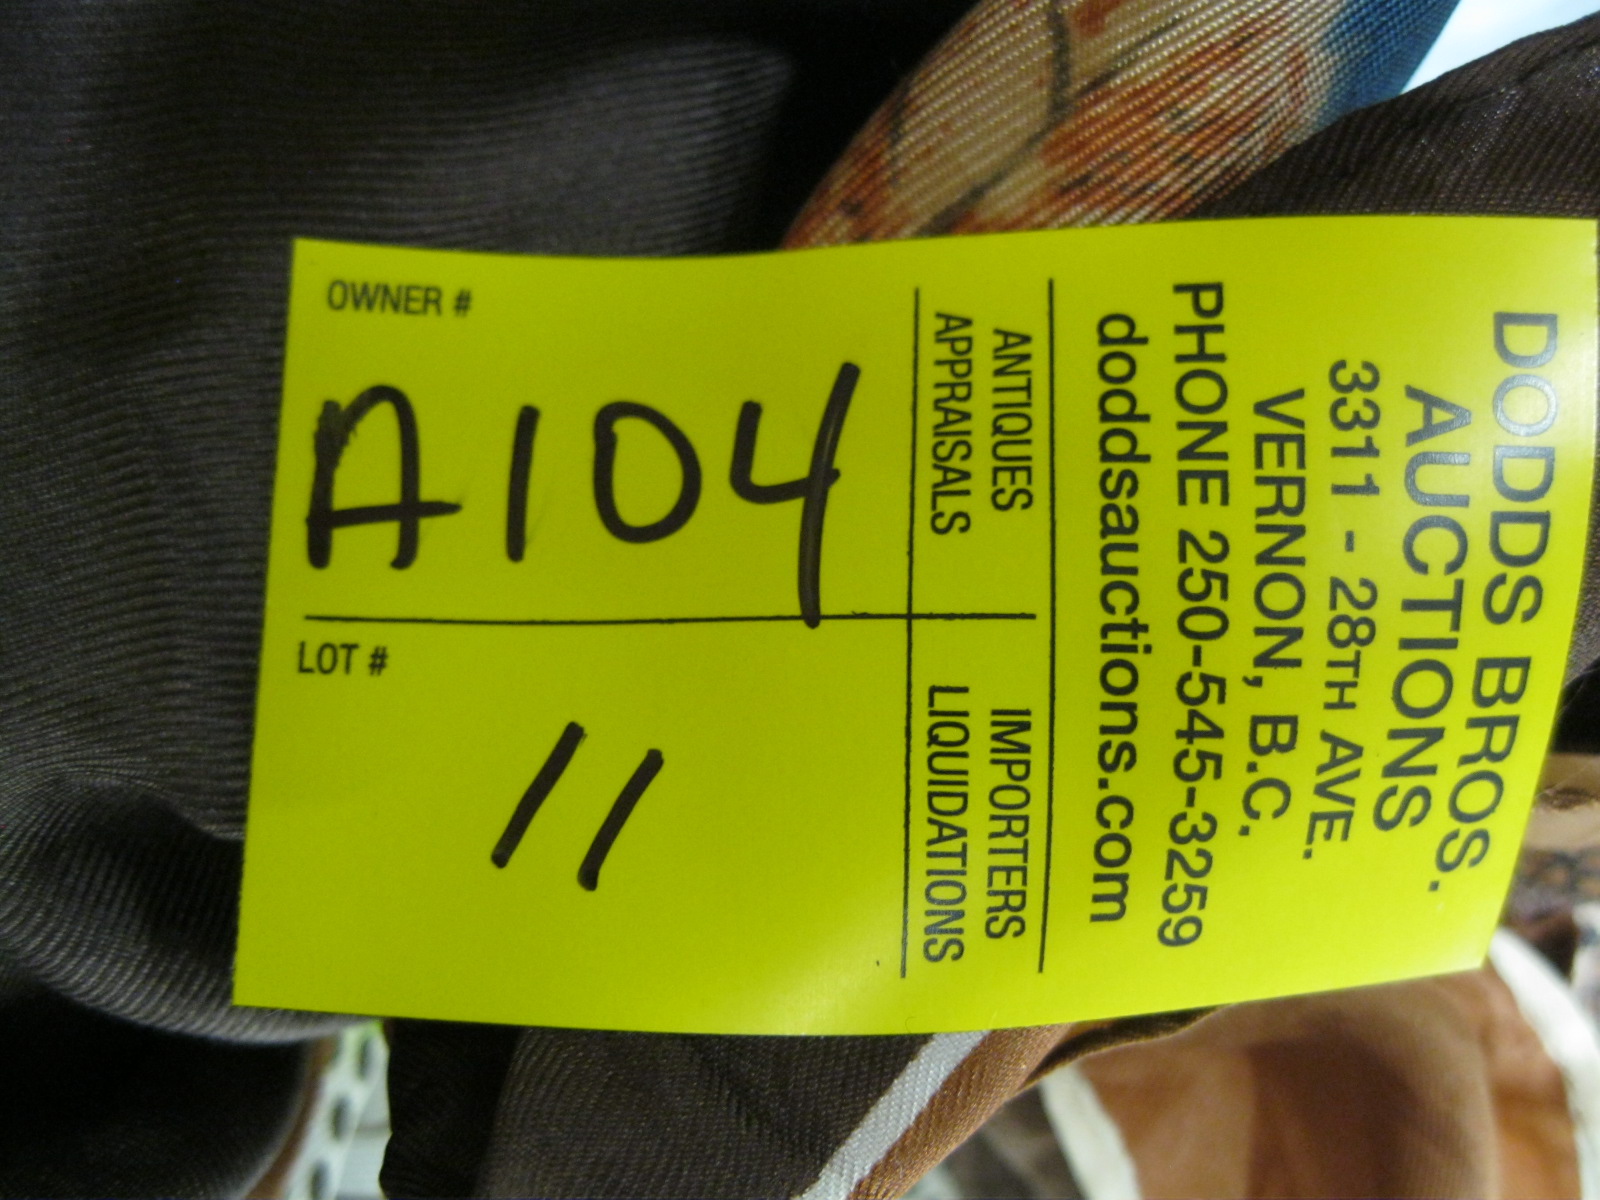 DODDS BROS.
AUCTIONS
3311 - 28TH AVE.
VERNON, B.C.
PHONE 250-545-3259
doddsauctions.com
ANTIQUES IMPORTERS
APPRAISALS LIQUIDATIONS
OWNER #
A104
LOT #
11